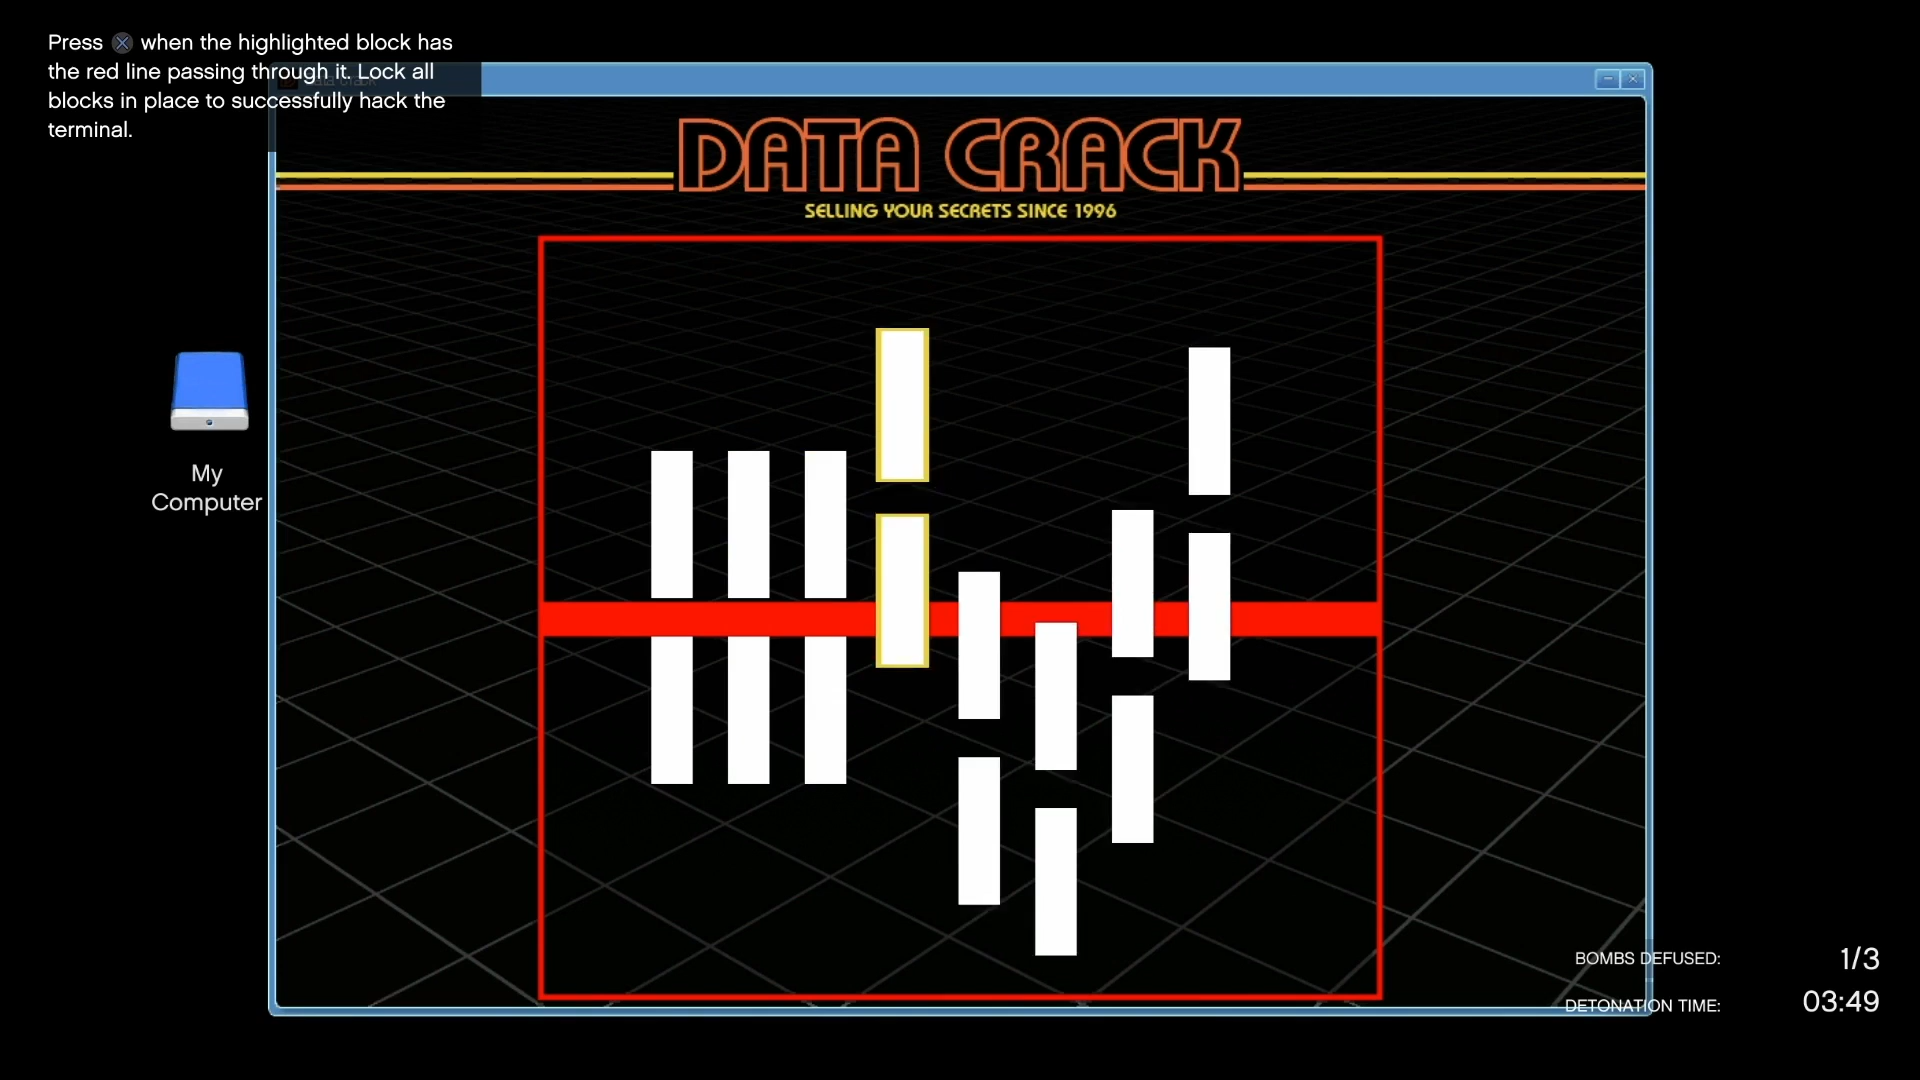 Press ⓧ when the highlighted block has
the red line passing through it. Lock all
blocks in place to successfully hack the
terminal.
DATA CRACK
SELLING YOUR SECRETS SINCE 1996
My
Computer
BOMBS DEFUSED: 1/3
DETONATION TIME: 03:49